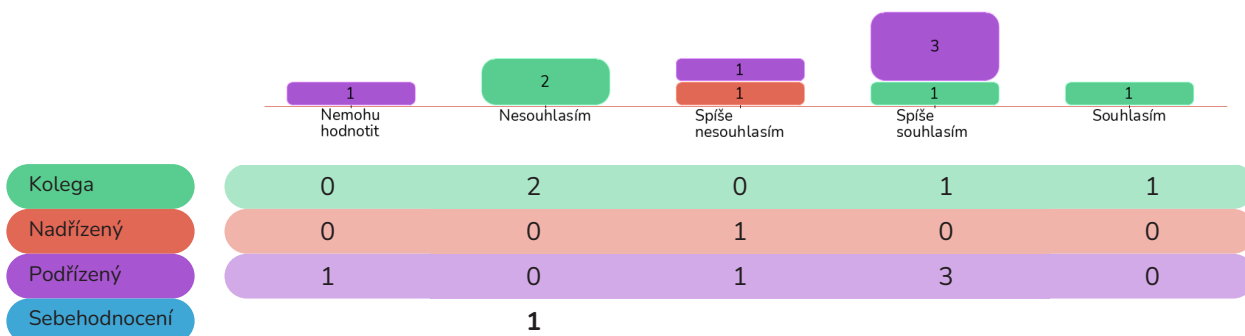 3
1
2
1
1
1
1
1
Nemohu
hodnotit
Nesouhlasím
Spíše
nesouhlasím
Spíše
souhlasím
Souhlasím
Kolega 0 2 0 1 1
Nadřízený 0 0 1 0 0
Podřízený 1 0 1 3 0
Sebehodnocení 1